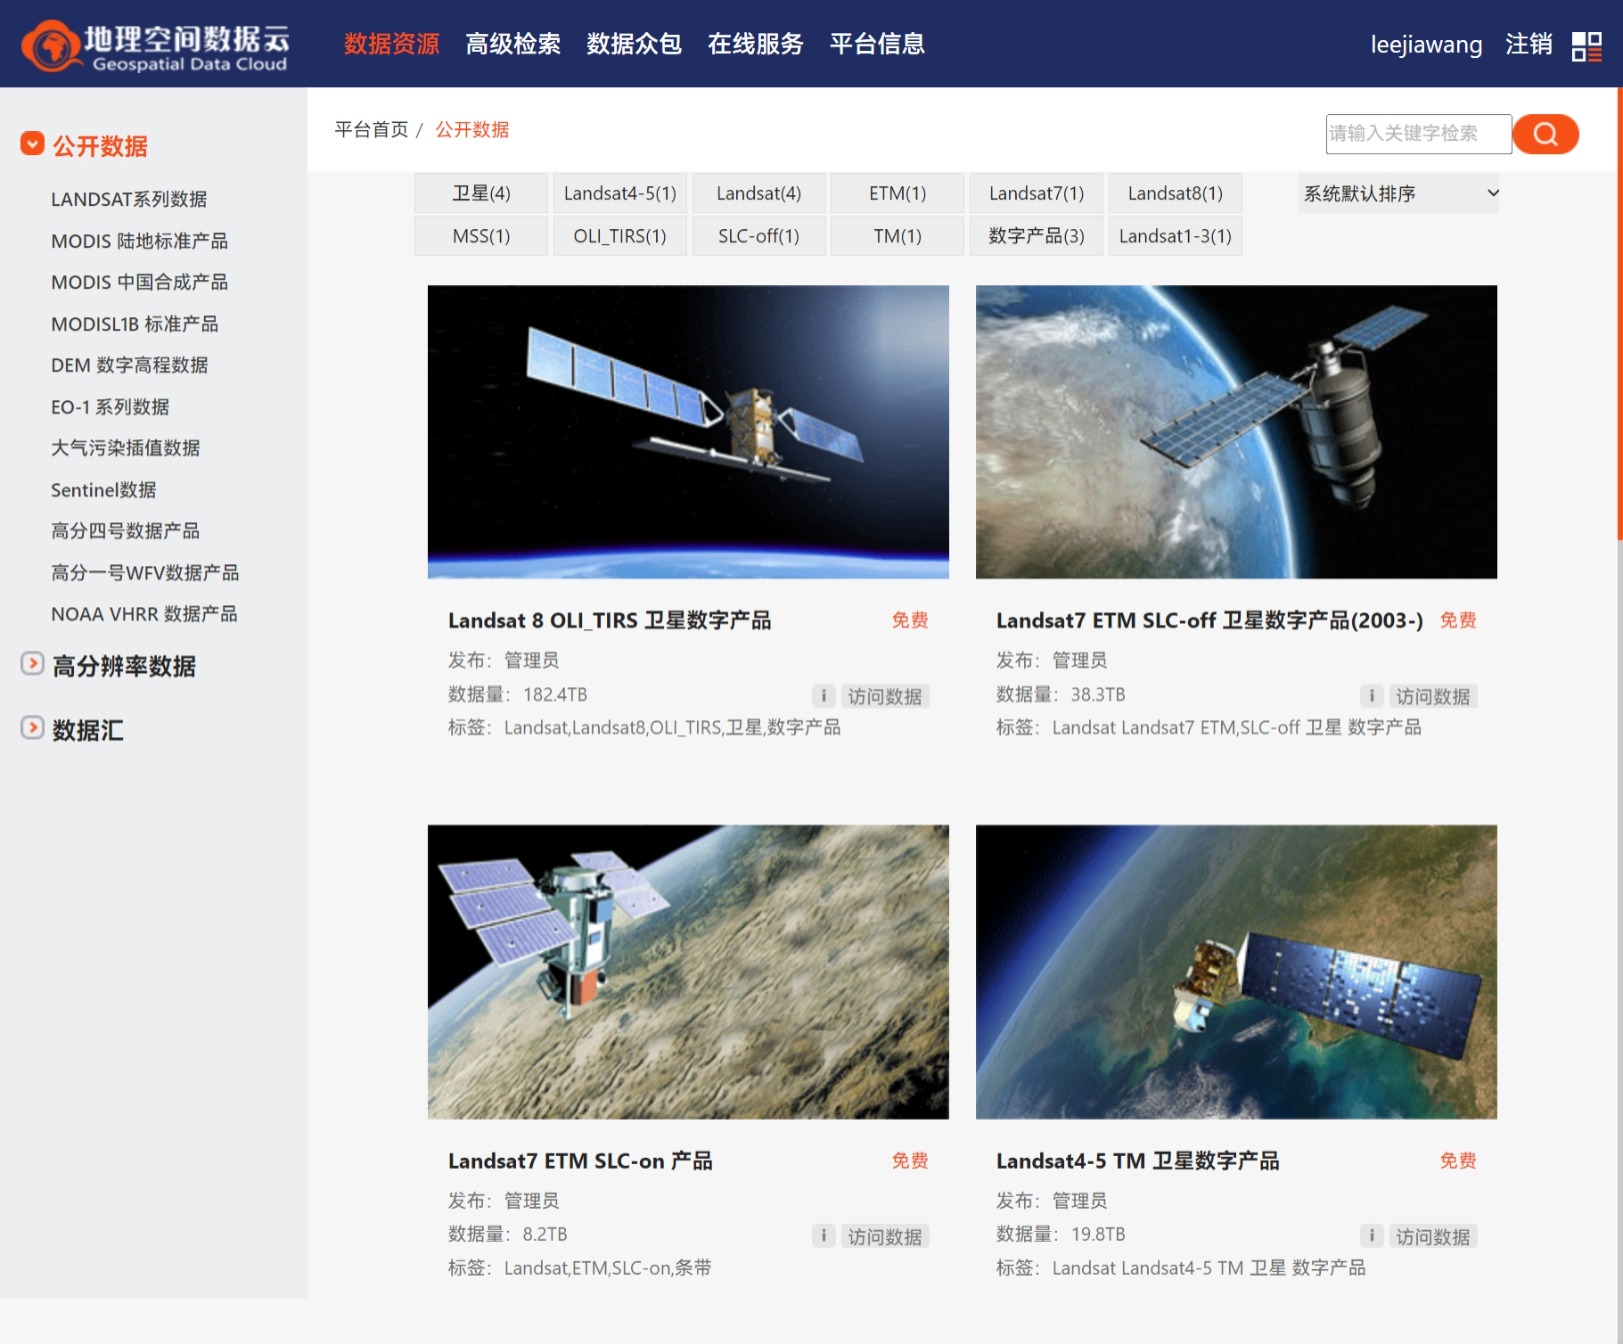 地理空间数据云
Geospatial Data Cloud
数据资源 高级检索 数据众包 在线服务 平台信息
leejiawang 注销
平台首页 / 公开数据
请输入关键字检索
公开数据
LANDSAT系列数据
MODIS 陆地标准产品
MODIS 中国合成产品
MODISL1B 标准产品
DEM 数字高程数据
EO-1 系列数据
大气污染插值数据
Sentinel数据
高分四号数据产品
高分一号WFV数据产品
NOAA VHRR 数据产品
高分辨率数据
数据汇
卫星(4) Landsat4-5(1) Landsat(4) ETM(1) Landsat7(1) Landsat8(1)
系统默认排序
MSS(1) OLI_TIRS(1) SLC-off(1) TM(1) 数字产品(3) Landsat1-3(1)
Landsat 8 OLI_TIRS 卫星数字产品 免费
发布：管理员
数据量：182.4TB
i 访问数据
标签：Landsat,Landsat8,OLI_TIRS,卫星,数字产品
Landsat7 ETM SLC-off 卫星数字产品(2003-) 免费
发布：管理员
数据量：38.3TB
i 访问数据
标签：Landsat Landsat7 ETM,SLC-off 卫星 数字产品
Landsat7 ETM SLC-on 产品 免费
发布：管理员
数据量：8.2TB
i 访问数据
标签：Landsat,ETM,SLC-on,条带
Landsat4-5 TM 卫星数字产品 免费
发布：管理员
数据量：19.8TB
i 访问数据
标签：Landsat Landsat4-5 TM 卫星 数字产品